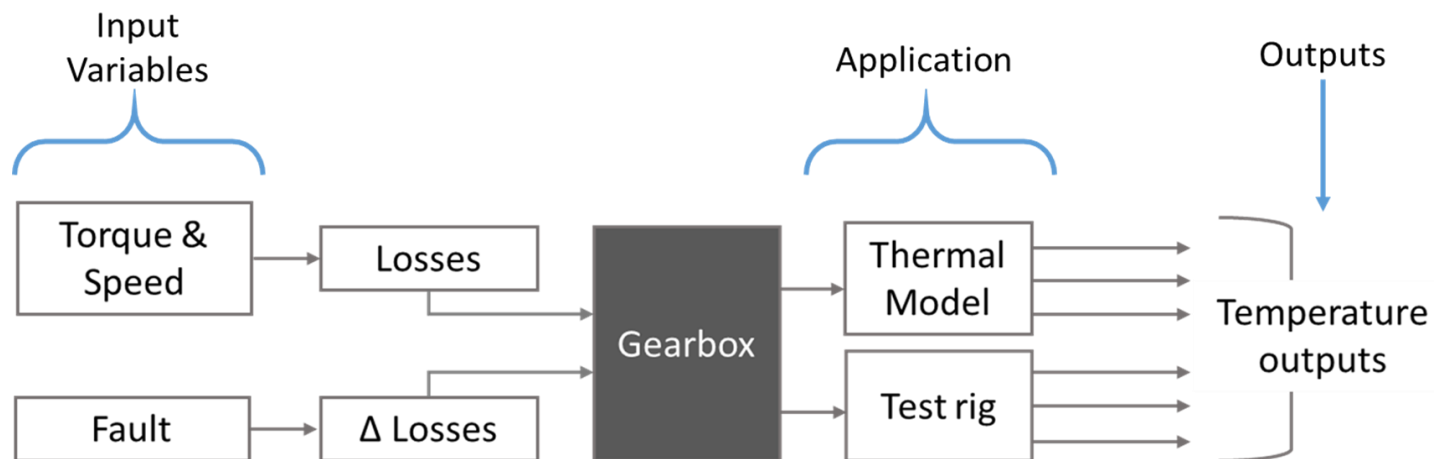 Input
Variables
Application
Outputs
Torque &
Speed
Losses
Thermal
Model
Gearbox
Temperature
outputs
Fault
Δ Losses
Test rig